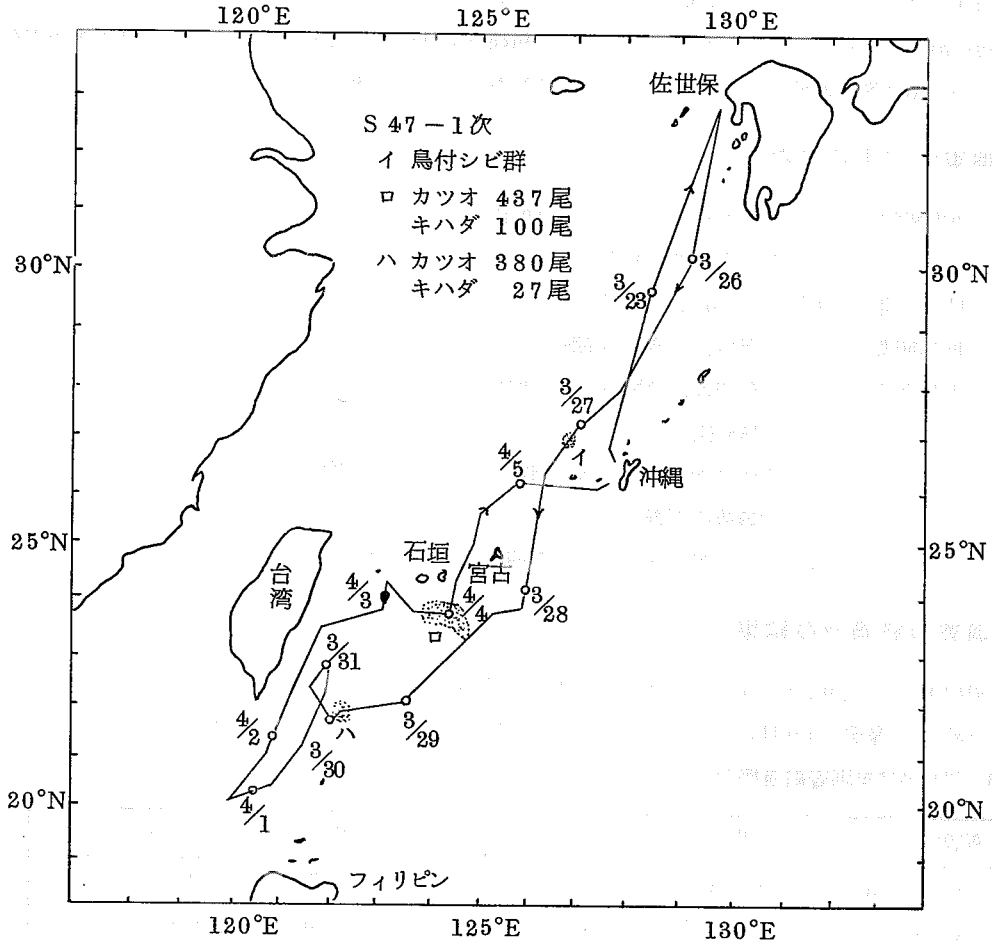 120°E 125°E 130°E
佐世保
S 47－1次
イ 鳥付シビ群
ロ カツオ 437尾
キハダ 100尾
ハ カツオ 380尾
キハダ 27尾
30°N 30°N
3/26
3/23
3/27
イ
4/5
沖縄
25°N 25°N
石垣
宮古
台湾
4/3
4/4
3/28
ロ
3/31
4/2
ハ
3/29
3/30
20°N 20°N
4/1
フィリピン
120°E 125°E 130°E